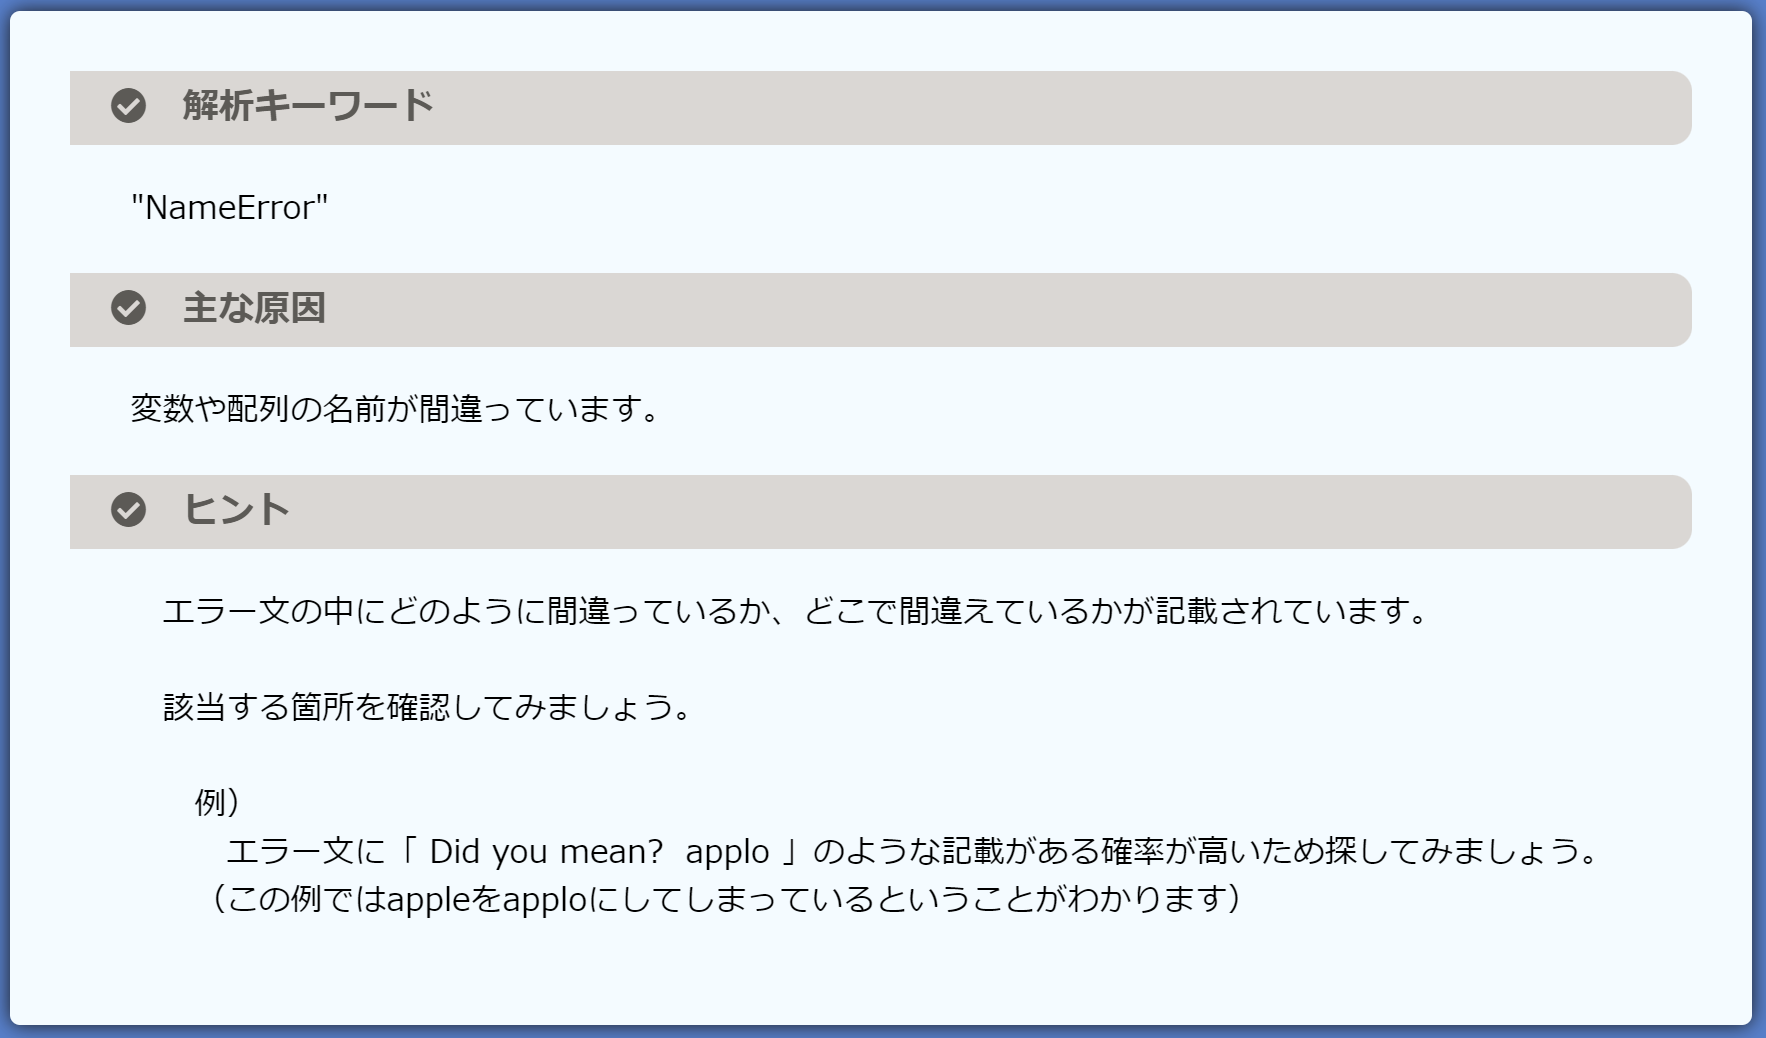 解析キーワード
"NameError"
主な原因
変数や配列の名前が間違っています。
ヒント
エラー文の中にどのように間違っているか、どこで間違えているかが記載されています。
該当する箇所を確認してみましょう。
例）
エラー文に「 Did you mean?  applo 」のような記載がある確率が高いため探してみましょう。
（この例ではappleをapploにしてしまっているということがわかります）